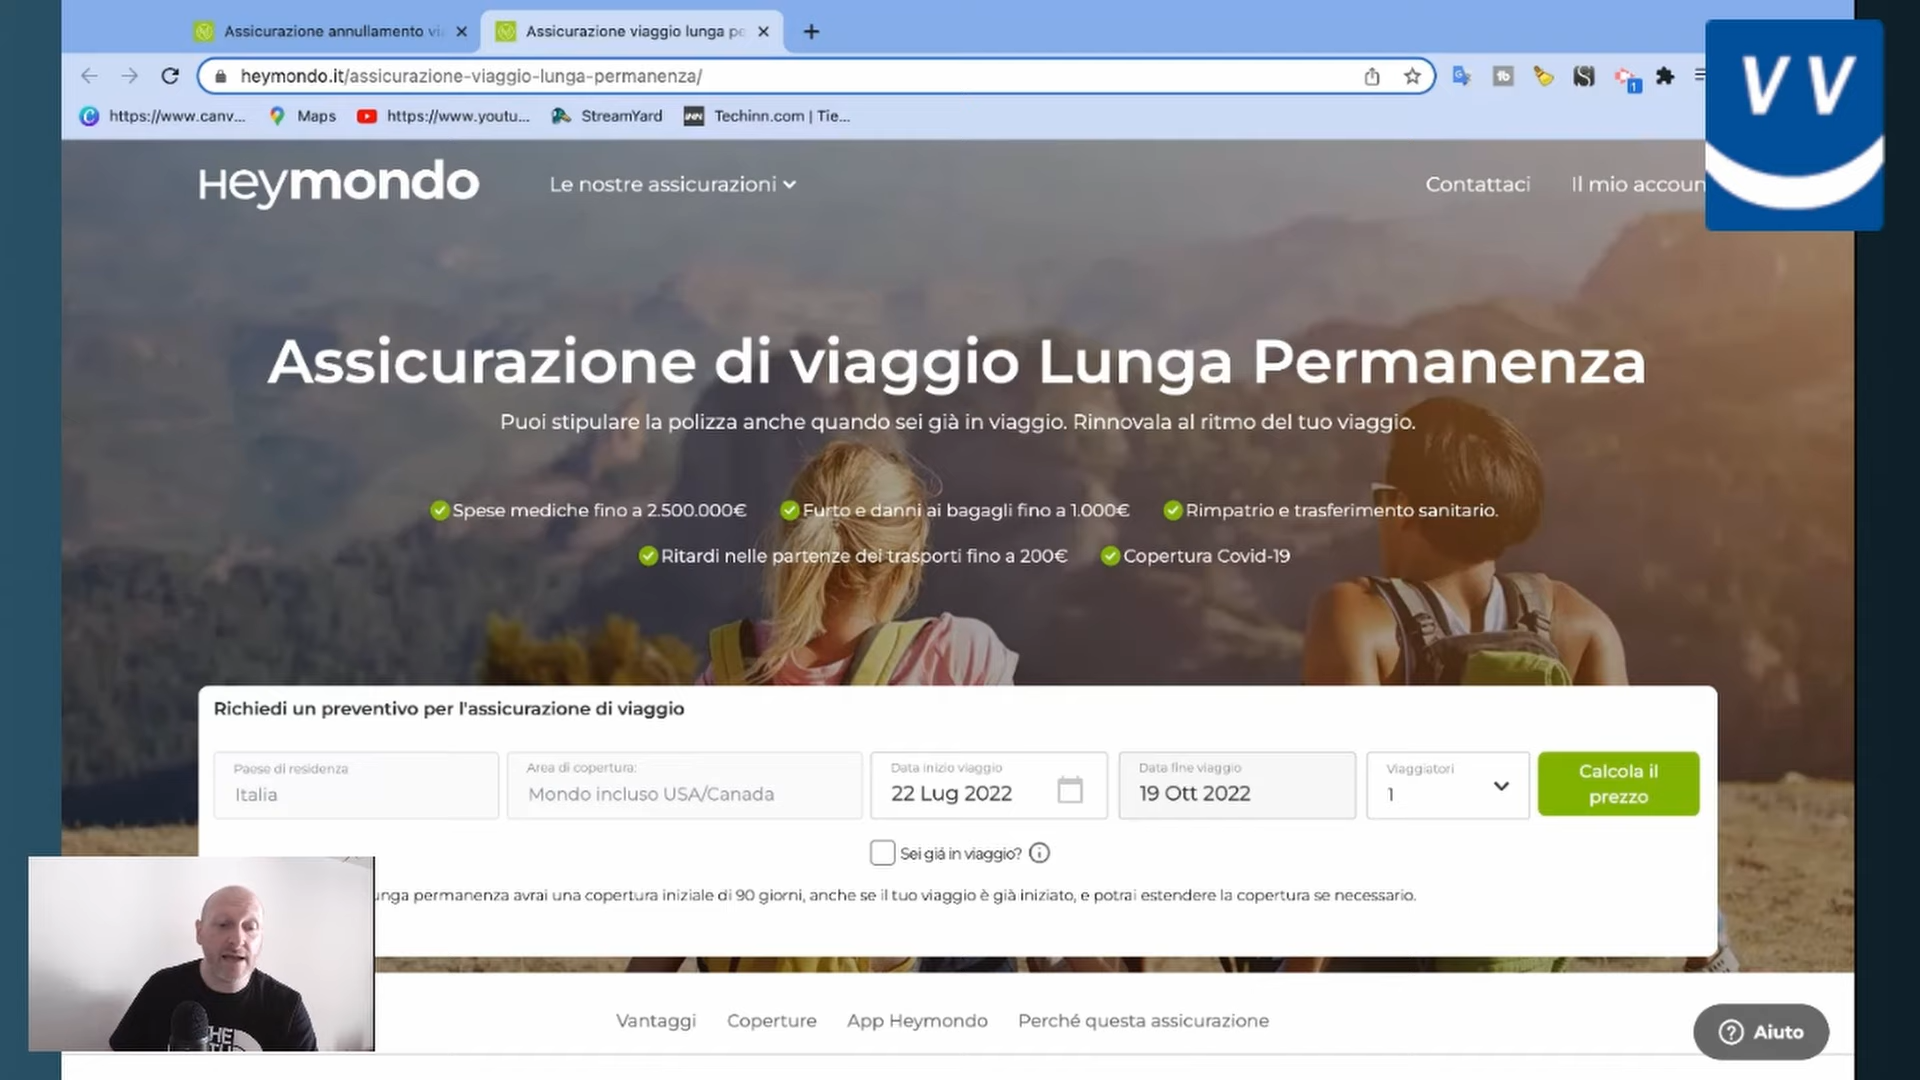 Assicurazione annullamento vi
Assicurazione viaggio lunga pe
heymondo.it/assicurazione-viaggio-lunga-permanenza/
https://www.canv...
Maps
https://www.youtu...
StreamYard
INN
Techinn.com | Tie...
1
VV
Heymondo
Le nostre assicurazioni
Contattaci
Il mio accoun
Assicurazione di viaggio Lunga Permanenza
Puoi stipulare la polizza anche quando sei già in viaggio. Rinnovala al ritmo del tuo viaggio.
Spese mediche fino a 2.500.000€
Furto e danni ai bagagli fino a 1.000€
Rimpatrio e trasferimento sanitario.
Ritardi nelle partenze dei trasporti fino a 200€
Copertura Covid-19
Richiedi un preventivo per l'assicurazione di viaggio
Paese di residenza
Italia
Area di copertura:
Mondo incluso USA/Canada
Data inizio viaggio
22 Lug 2022
Data fine viaggio
19 Ott 2022
Viaggiatori
1
Calcola il
prezzo
Sei giá in viaggio?
unga permanenza avrai una copertura iniziale di 90 giorni, anche se il tuo viaggio è già iniziato, e potrai estendere la copertura se necessario.
Vantaggi
Coperture
App Heymondo
Perché questa assicurazione
Aiuto